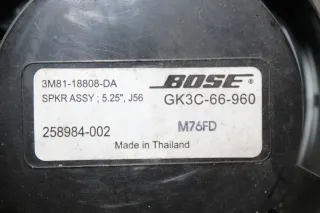 3M81-18808-DA
SPKR ASSY ; 5.25", J56
BOSE
GK3C-66-960
258984-002
M76FD
Made in Thailand